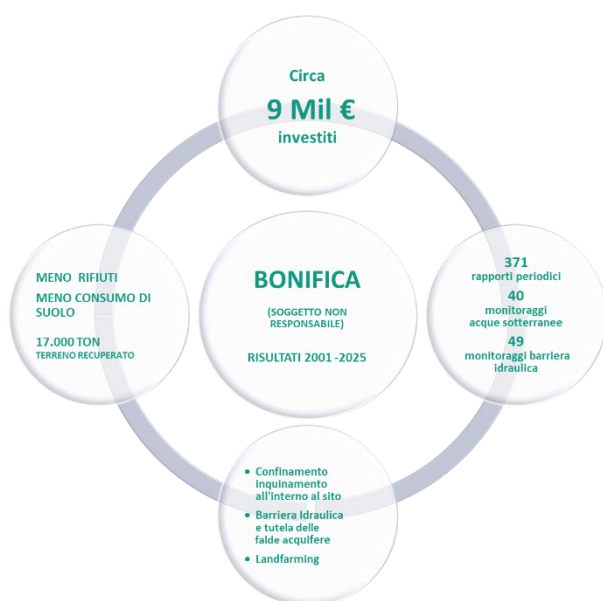 Circa
9 Mil €
investiti
MENO RIFIUTI
MENO CONSUMO DI
SUOLO
17.000 TON
TERRENO RECUPERATO
BONIFICA
(SOGGETTO NON
RESPONSABILE)
RISULTATI 2001 -2025
371
rapporti periodici
40
monitoraggi
acque sotterranee
49
monitoraggi barriera
idraulica
• Confinamento
inquinamento
all'interno al sito
• Barriera Idraulica
e tutela delle
falde acquifere
• Landfarming